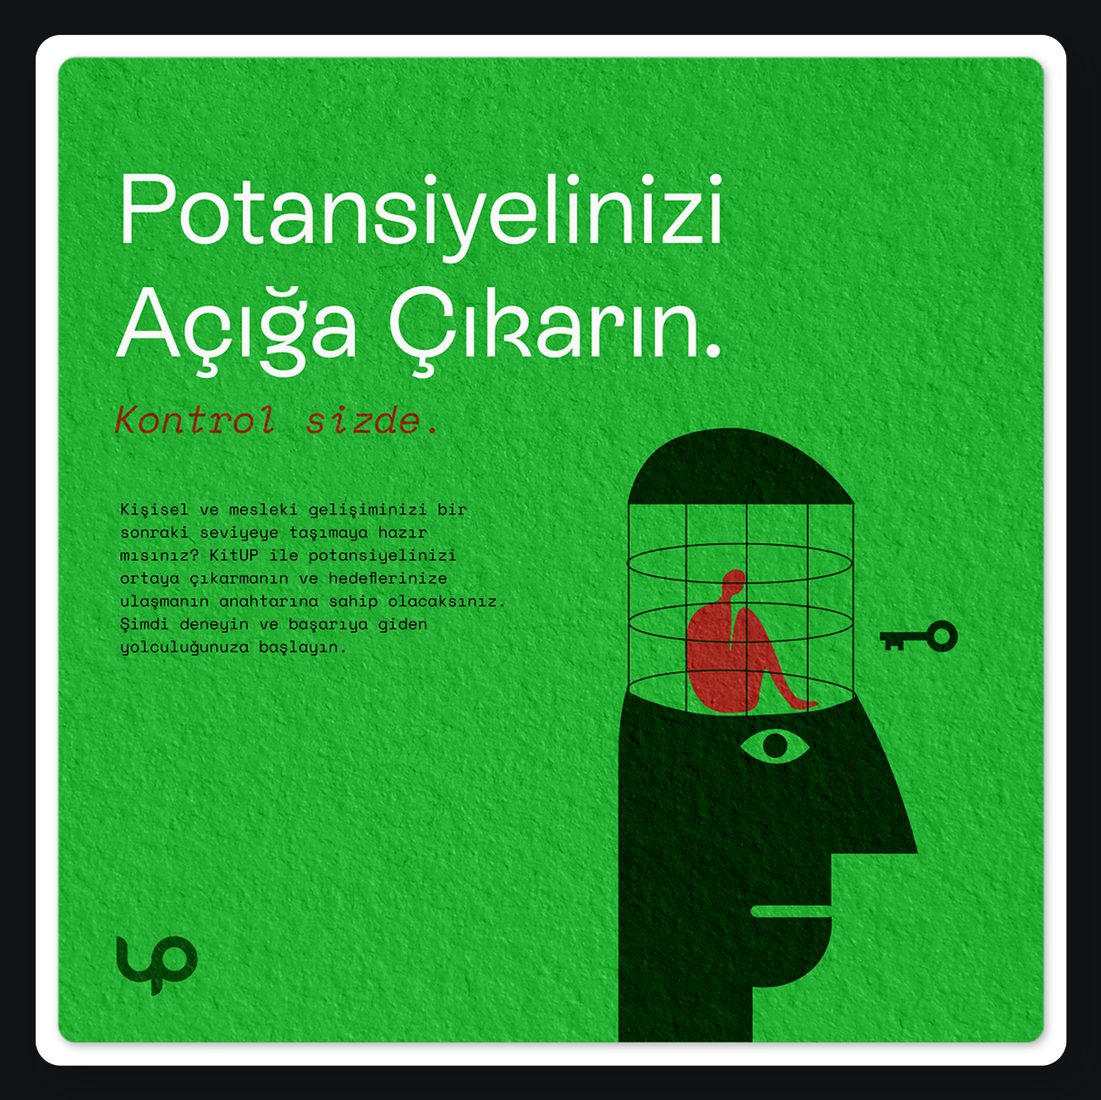 Potansiyelinizi
Açığa Çıkarın.
Kontrol sizde.
Kişisel ve mesleki gelişiminizi bir
sonraki seviyeye taşımaya hazır
mısınız? KitUP ile potansiyelinizi
ortaya çıkarmanın ve hedeflerinize
ulaşmanın anahtarına sahip olacaksınız.
Şimdi deneyin ve başarıya giden
yolculuğunuza başlayın.
up